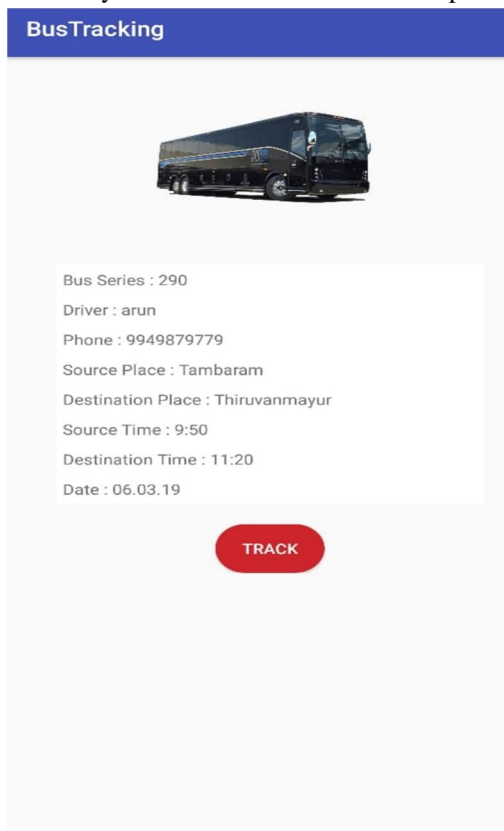 BusTracking
Bus Series : 290
Driver : arun
Phone : 9949879779
Source Place : Tambaram
Destination Place : Thiruvanmayur
Source Time : 9:50
Destination Time : 11:20
Date : 06.03.19
TRACK